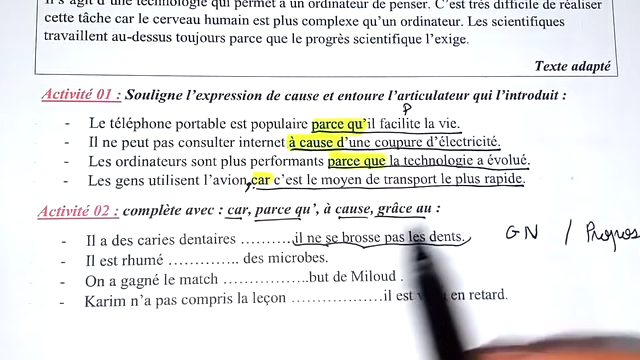 Il s'agit d'une technologie qui permet à un ordinateur de penser. C'est très difficile de réaliser
cette tâche car le cerveau humain est plus complexe qu'un ordinateur. Les scientifiques
travaillent au-dessus toujours parce que le progrès scientifique l'exige.
Texte adapté
Activité 01 : Souligne l'expression de cause et entoure l'articulateur qui l'introduit :
P
- Le téléphone portable est populaire parce qu'il facilite la vie.
- Il ne peut pas consulter internet à cause d'une coupure d'électricité.
- Les ordinateurs sont plus performants parce que la technologie a évolué.
- Les gens utilisent l'avion, car c'est le moyen de transport le plus rapide.
Activité 02 : complète avec : car, parce qu', à cause, grâce au :
- Il a des caries dentaires ..........il ne se brosse pas les dents. GN / Propos
- Il est rhumé ............. des microbes.
- On a gagné le match ................but de Miloud .
- Karim n'a pas compris la leçon .................il est en retard.